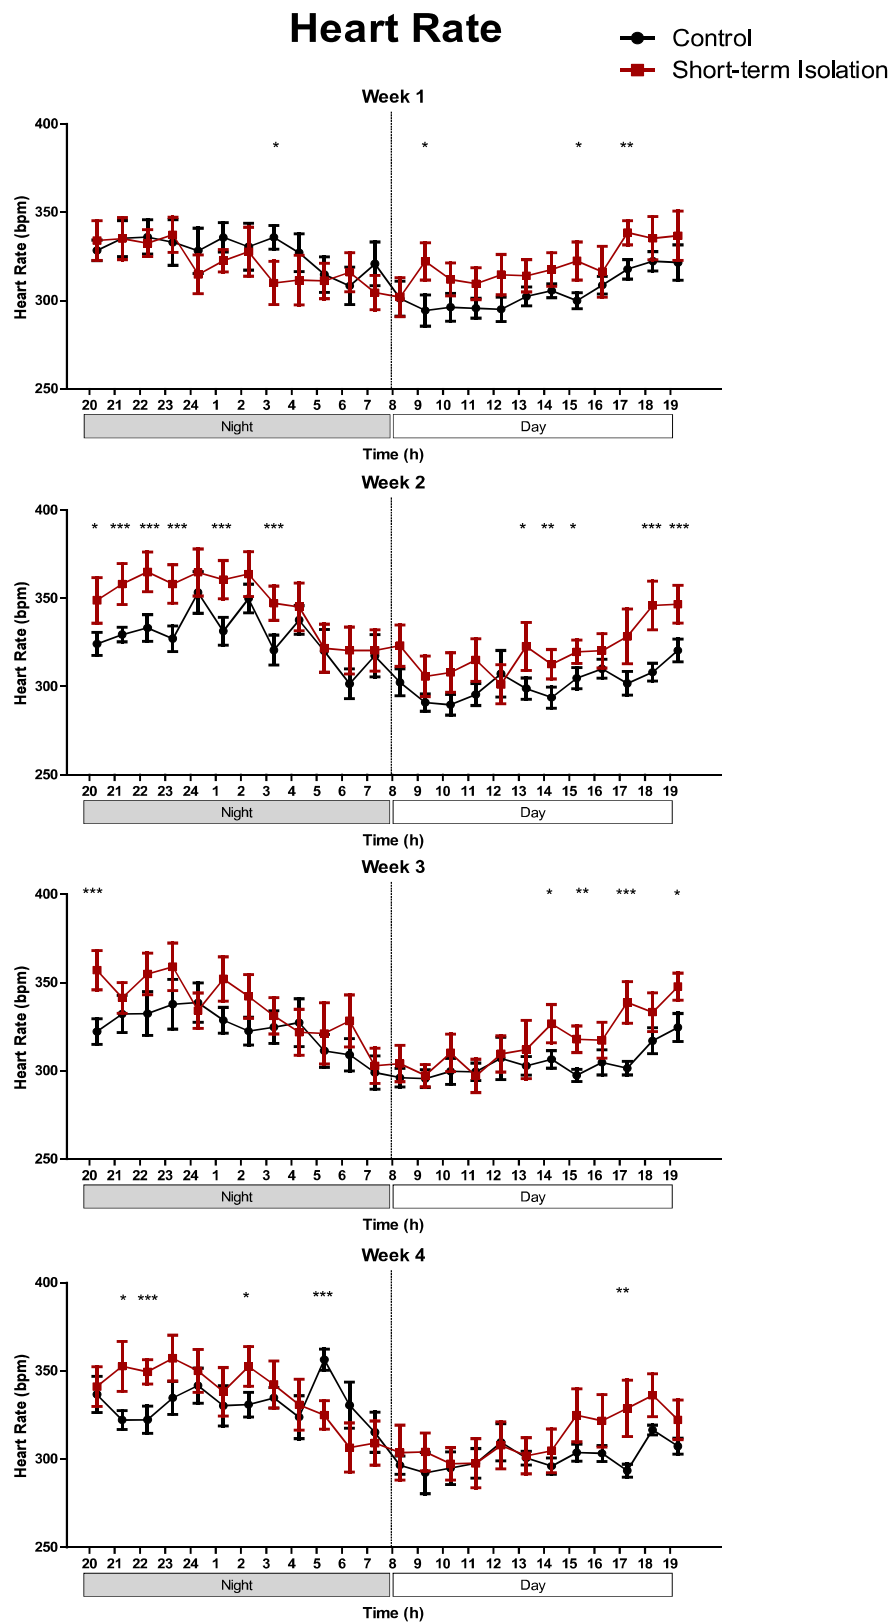 Heart Rate
Control
Short-term Isolation
Week 1
* * * **
400
350
300
250
Heart Rate (bpm)
20 21 22 23 24 1 2 3 4 5 6 7 8 9 10 11 12 13 14 15 16 17 18 19
Night Day
Time (h)
Week 2
* *** *** *** *** *** * ** * *** ***
400
350
300
250
Heart Rate (bpm)
20 21 22 23 24 1 2 3 4 5 6 7 8 9 10 11 12 13 14 15 16 17 18 19
Night Day
Time (h)
Week 3
*** * ** *** *
400
350
300
250
Heart Rate (bpm)
20 21 22 23 24 1 2 3 4 5 6 7 8 9 10 11 12 13 14 15 16 17 18 19
Night Day
Time (h)
Week 4
* *** * *** **
400
350
300
250
Heart Rate (bpm)
20 21 22 23 24 1 2 3 4 5 6 7 8 9 10 11 12 13 14 15 16 17 18 19
Night Day
Time (h)